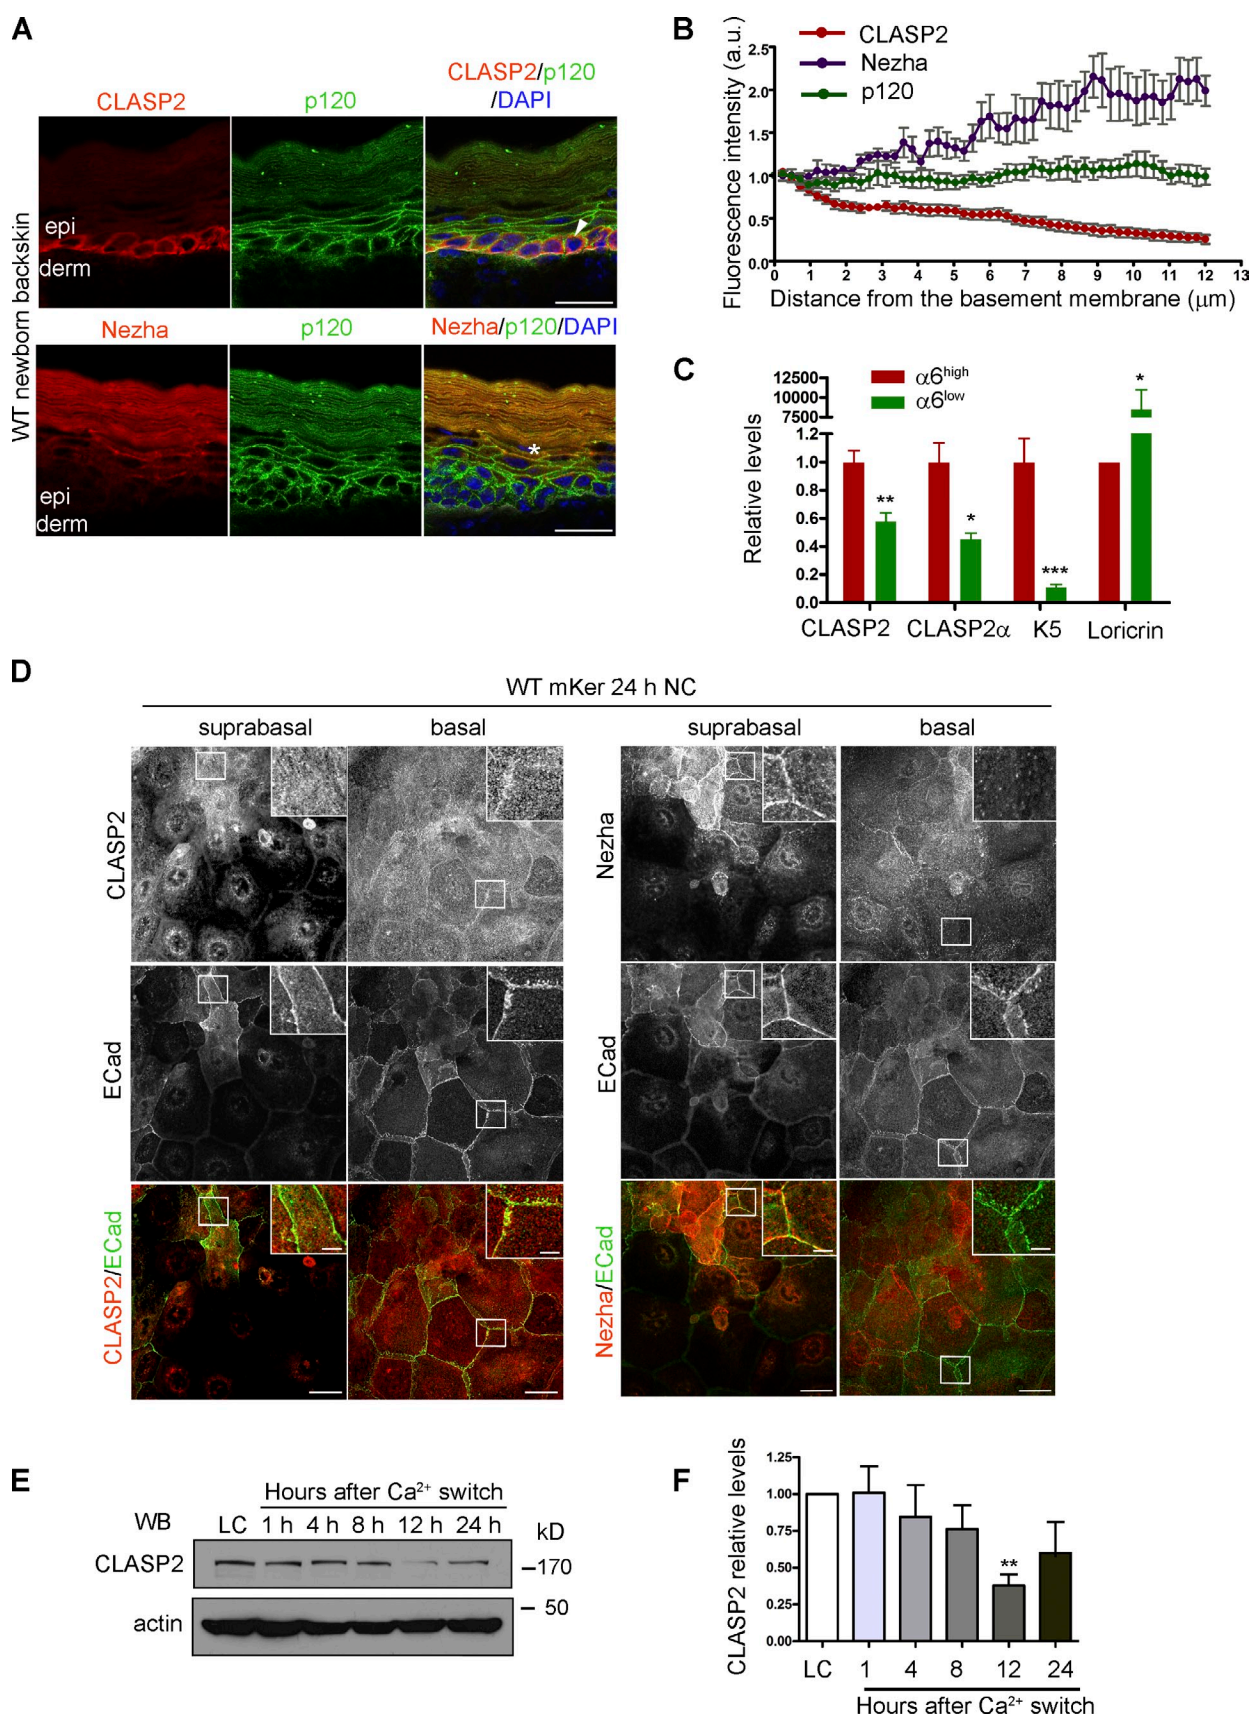 A
CLASP2
p120
CLASP2/p120
/DAPI
epi
derm
Nezha
p120
Nezha/p120/DAPI
*
epi
derm
WT newborn backskin
B
CLASP2
Nezha
p120
Fluorescence intensity (a.u.)
2.5
2.0
1.5
1.0
0.5
0.0
0 1 2 3 4 5 6 7 8 9 10 11 12 13
Distance from the basement membrane (μm)
C
α6high
α6low
Relative levels
12500
10000
7500
1.2
1.0
0.8
0.6
0.4
0.2
0.0
**
*
***
*
CLASP2 CLASP2α K5 Loricrin
D
WT mKer 24 h NC
suprabasal basal suprabasal basal
CLASP2
Nezha
ECad
ECad
CLASP2/ECad
Nezha/ECad
E
Hours after Ca2+ switch
WB LC 1 h 4 h 8 h 12 h 24 h kD
CLASP2 –170
– 50
actin
F
CLASP2 relative levels
1.25
1.00
0.75
0.50
0.25
0.00
**
LC 1 4 8 12 24
Hours after Ca2+ switch